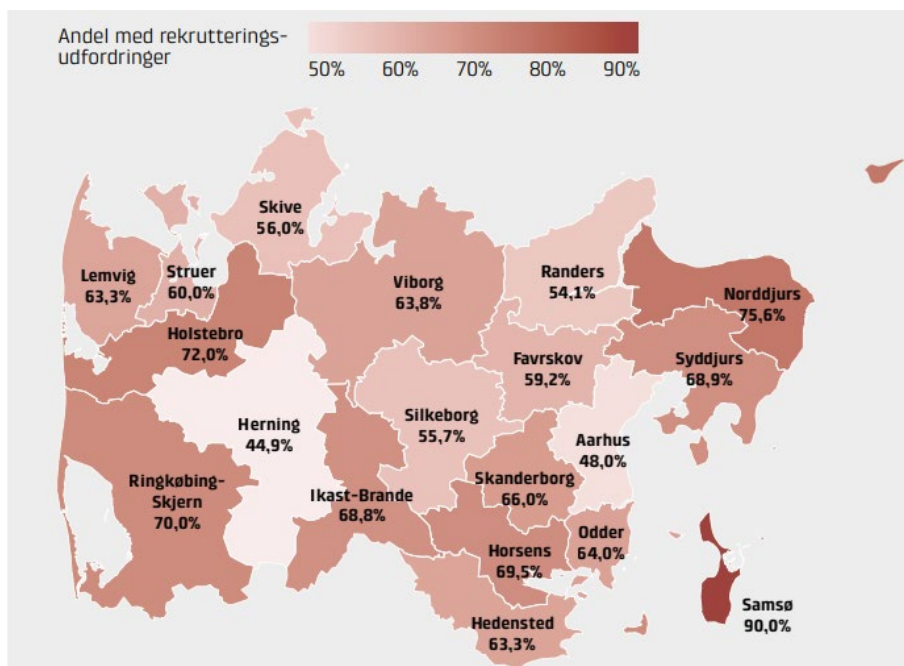 Andel med rekrutterings-
udfordringer
50% 60% 70% 80% 90%
Skive
56,0%
Lemvig
63,3%
Struer
60,0%
Viborg
63,8%
Randers
54,1%
Norddjurs
75,6%
Holstebro
72,0%
Favrskov
59,2%
Syddjurs
68,9%
Herning
44,9%
Silkeborg
55,7%
Aarhus
48,0%
Ringkøbing-
Skjern
70,0%
Ikast-Brande
68,8%
Skanderborg
66,0%
Horsens
69,5%
Odder
64,0%
Samsø
90,0%
Hedensted
63,3%